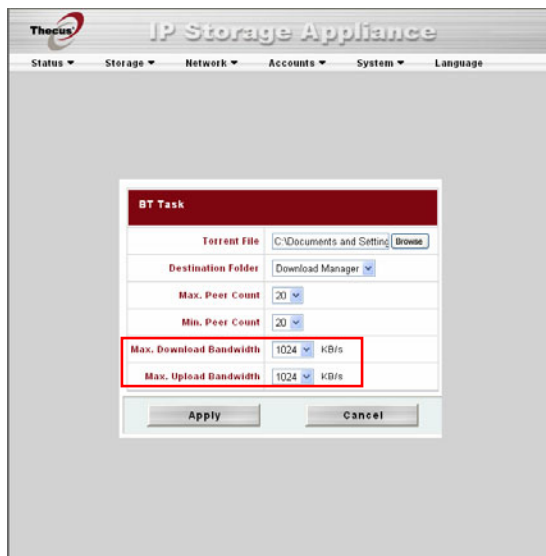 Thecus
IP Storage Appliance
Status Storage Network Accounts System Language
BT Task
Torrent File C:\Documents and Setting Browse
Destination Folder Download Manager
Max. Peer Count 20
Min. Peer Count 20
Max. Download Bandwidth 1024 KB/s
Max. Upload Bandwidth 1024 KB/s
Apply Cancel